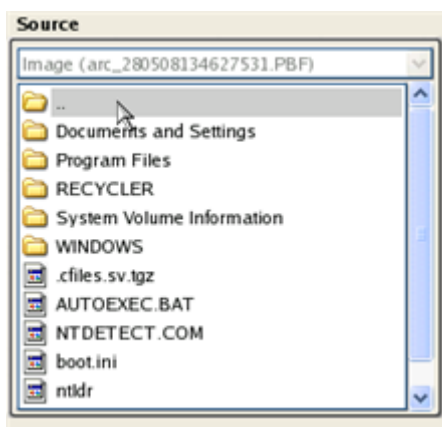 Source
Image (arc_280508134627531.PBF)
..
Documents and Settings
Program Files
RECYCLER
System Volume Information
WINDOWS
.cfiles.sv.tgz
AUTOEXEC.BAT
NTDETECT.COM
boot.ini
ntldr